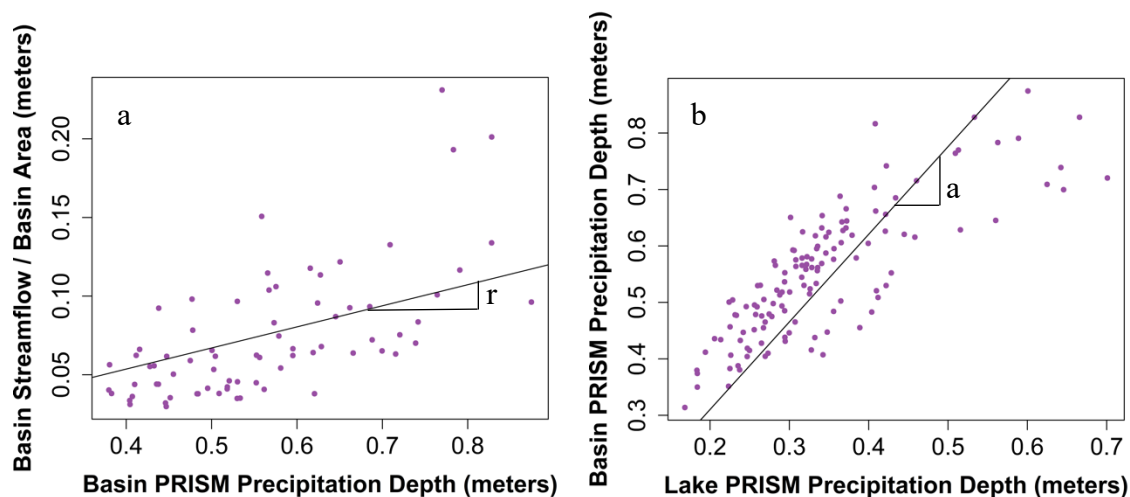 Basin Streamflow / Basin Area (meters)
a
0.20
0.15
0.10
0.05
r
0.4 0.5 0.6 0.7 0.8
Basin PRISM Precipitation Depth (meters)
Basin PRISM Precipitation Depth (meters)
b
0.8
0.7
0.6
0.5
0.4
0.3
a
0.2 0.3 0.4 0.5 0.6 0.7
Lake PRISM Precipitation Depth (meters)